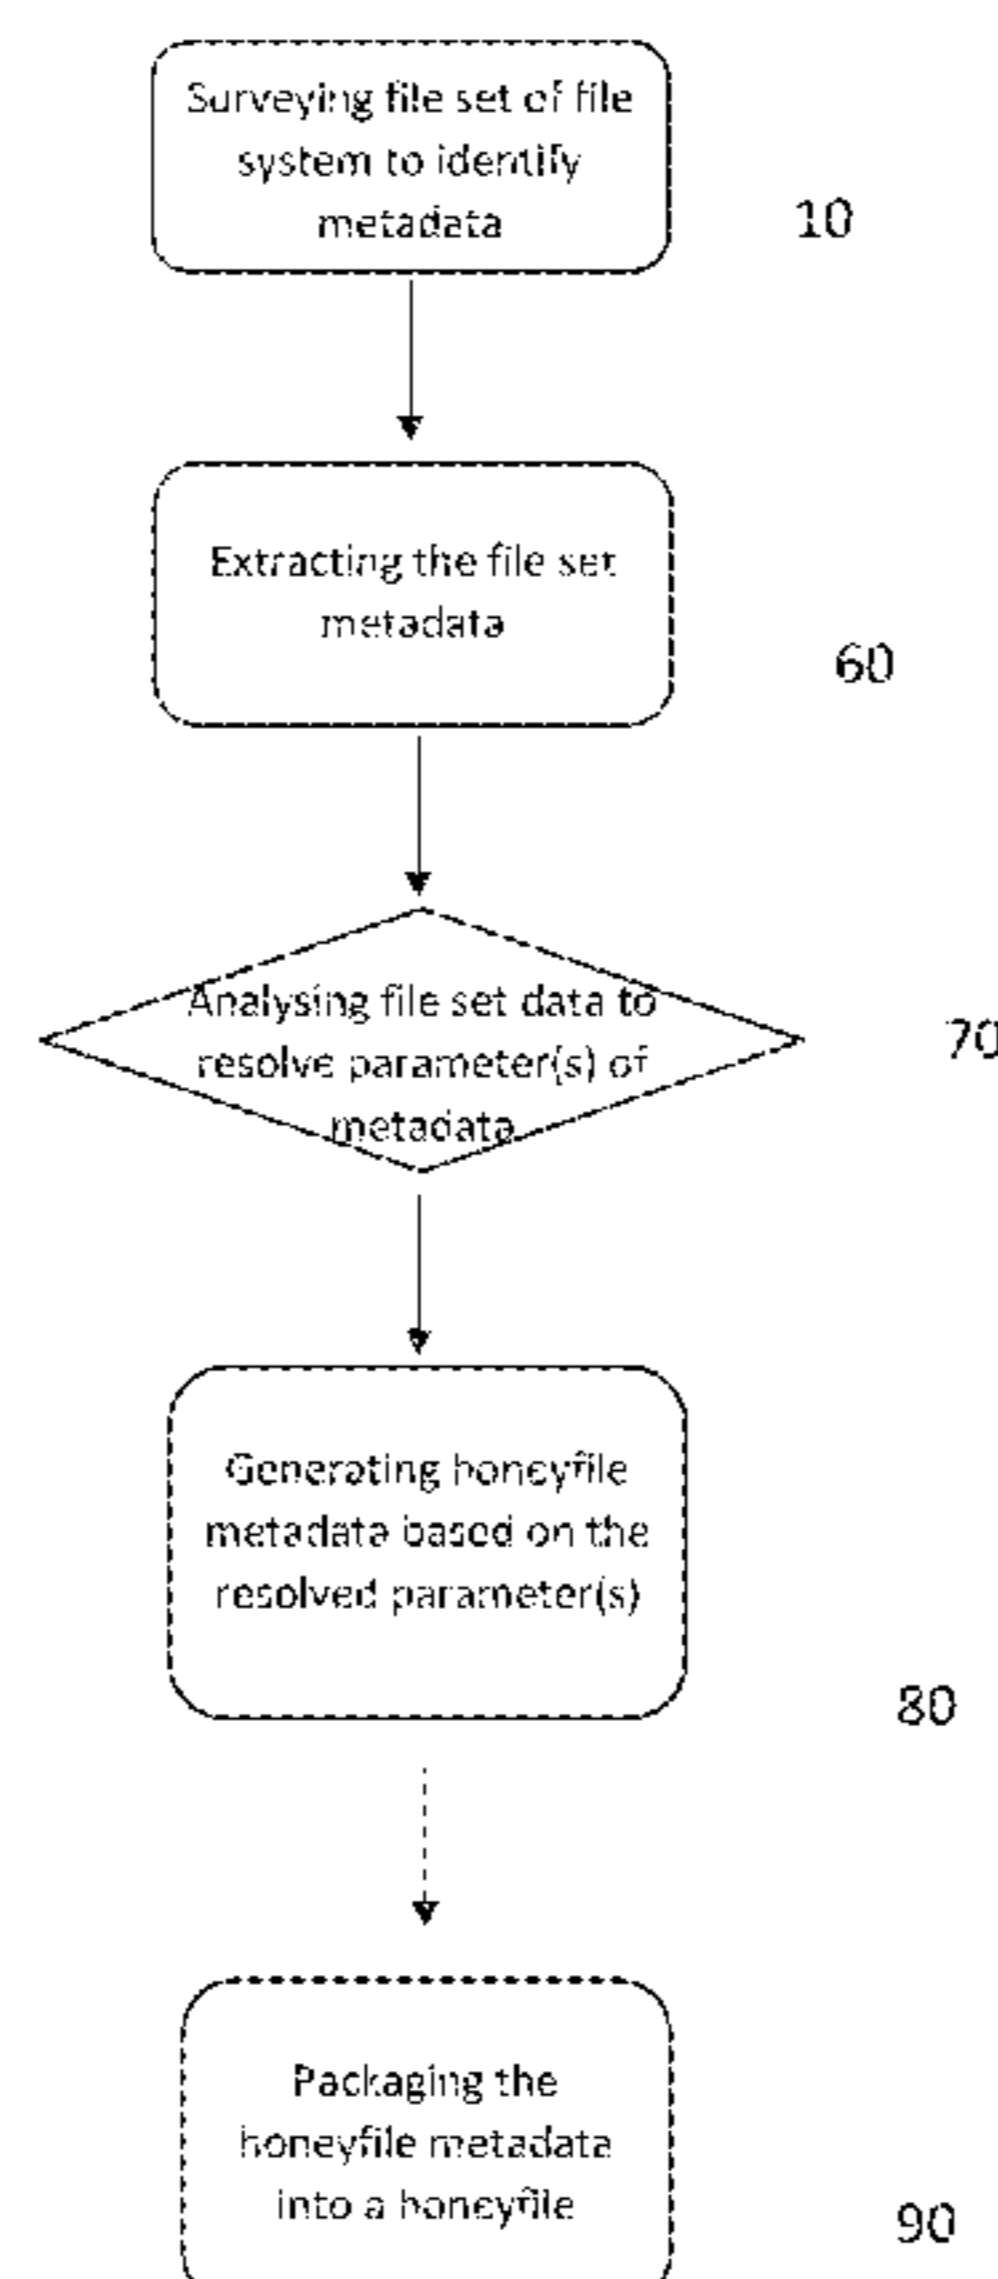 Surveying file set of file
system to identify
metadata
10
Extracting the file set
metadata
60
Analysing file set data to
resolve parameter(s) of
metadata
70
Generating honeyfile
metadata based on the
resolved parameter(s)
80
Packaging the
honeyfile metadata
into a honeyfile
90